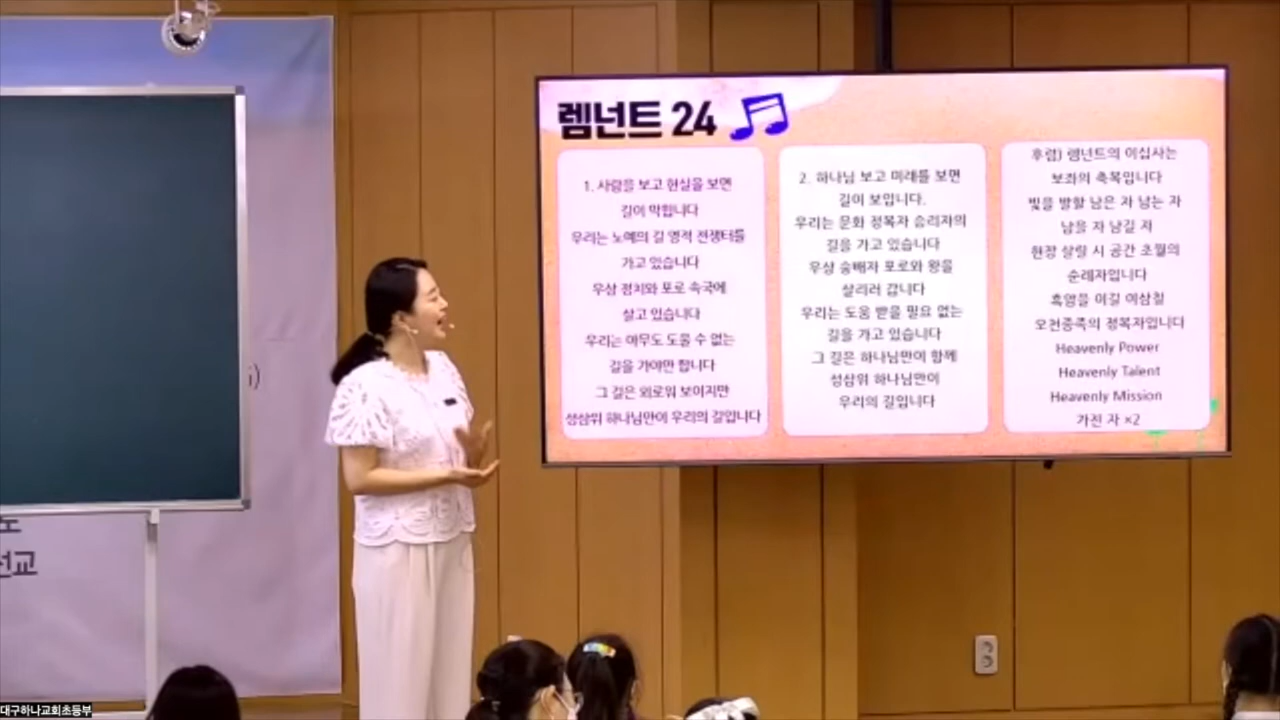 렘넌트 24
1. 사람을 보고 현실을 보면
길이 막힙니다
우리는 노예의 길 영적 전쟁터를
가고 있습니다
우상 정치와 포로 속국에
살고 있습니다
우리는 아무도 도울 수 없는
길을 가야만 합니다
그 길은 외로워 보이지만
성삼위 하나님만이 우리의 길입니다
2. 하나님 보고 미래를 보면
길이 보입니다.
우리는 문화 정복자 승리자의
길을 가고 있습니다
우상 숭배자 포로와 왕을
살리러 갑니다
우리는 도움 받을 필요 없는
길을 가고 있습니다
그 길은 하나님만이 함께
성삼위 하나님만이
우리의 길입니다
후렴) 렘넌트의 이십사는
보좌의 축복입니다
빛을 발할 남은 자 남는 자
남을 자 남길 자
현장 살릴 시 공간 초월의
순례자입니다
흑암을 이길 이삼칠
오천종족의 정복자입니다
Heavenly Power
Heavenly Talent
Heavenly Mission
가진 자 ×2
선교
대구하나교회초등부